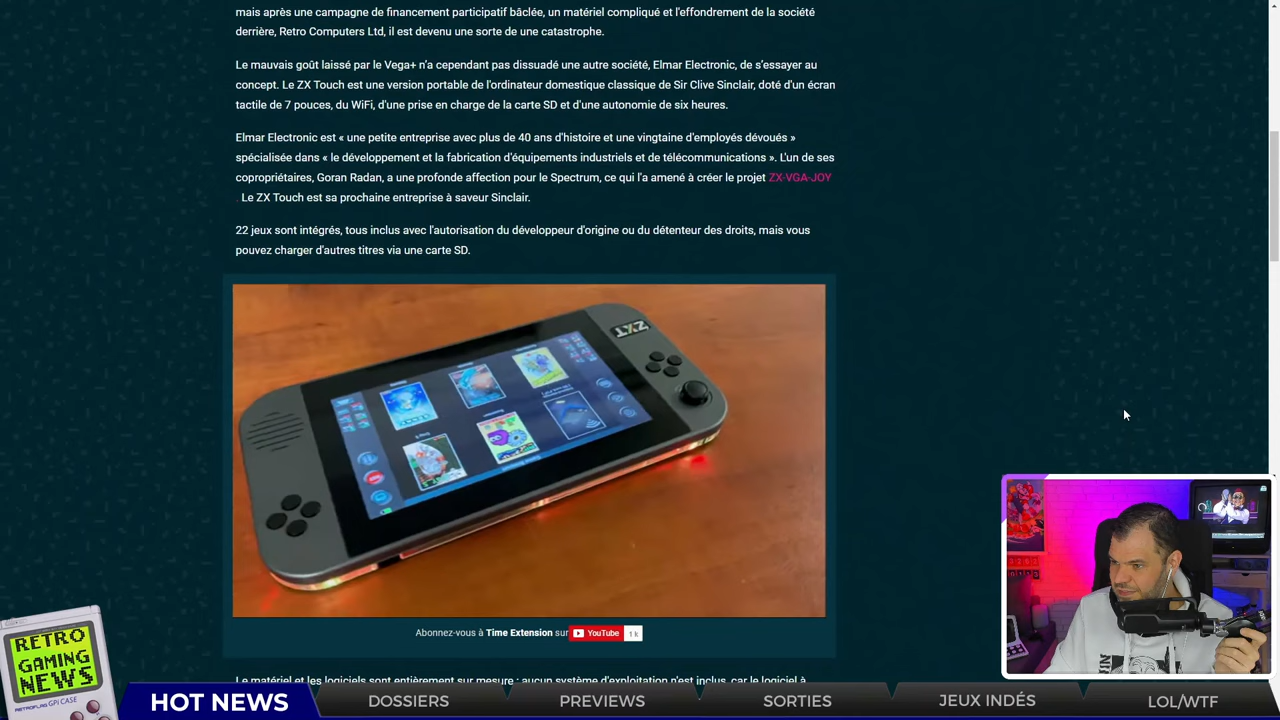 mais après une campagne de financement participatif bâclée, un matériel compliqué et l'effondrement de la société
derrière, Retro Computers Ltd, il est devenu une sorte de une catastrophe.
Le mauvais goût laissé par le Vega+ n'a cependant pas dissuadé une autre société, Elmar Electronic, de s'essayer au
concept. Le ZX Touch est une version portable de l'ordinateur domestique classique de Sir Clive Sinclair, doté d'un écran
tactile de 7 pouces, du WiFi, d'une prise en charge de la carte SD et d'une autonomie de six heures.
Elmar Electronic est « une petite entreprise avec plus de 40 ans d'histoire et une vingtaine d'employés dévoués »
spécialisée dans « le développement et la fabrication d'équipements industriels et de télécommunications ». L'un de ses
copropriétaires, Goran Radan, a une profonde affection pour le Spectrum, ce qui l'a amené à créer le projet ZX-VGA-JOY
. Le ZX Touch est sa prochaine entreprise à saveur Sinclair.
22 jeux sont intégrés, tous inclus avec l'autorisation du développeur d'origine ou du détenteur des droits, mais vous
pouvez charger d'autres titres via une carte SD.
ZXT
Abonnez-vous à Time Extension sur YouTube 1k
Le matériel et les logiciels sont entièrement sur mesure ; aucun système d'exploitation n'est inclus, car le logiciel à
RETRO
GAMING
NEWS
RETROFLAG GPi CASE
HOT NEWS
DOSSIERS
PREVIEWS
SORTIES
JEUX INDÉS
LOL/WTF